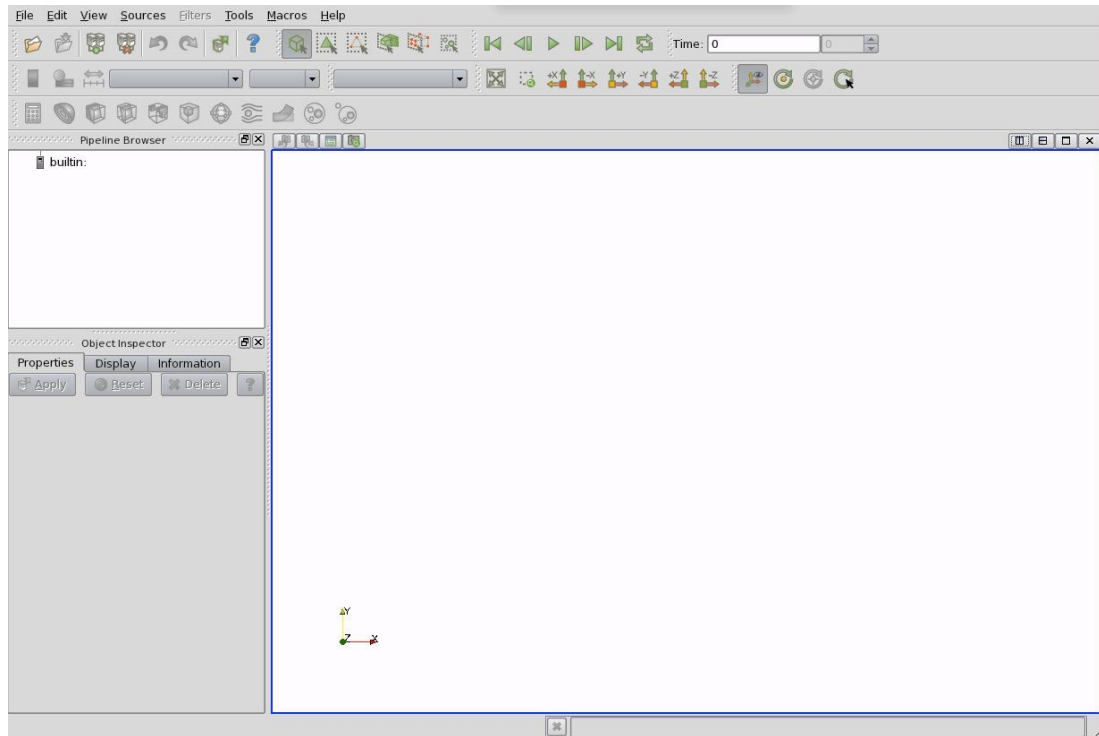 File Edit View Sources Filters Tools Macros Help
? Time: 0 0
+X -X +Y -Y +Z -Z
Pipeline Browser
builtin:
Object Inspector
Properties Display Information
Apply Reset Delete ?
Y
Z X